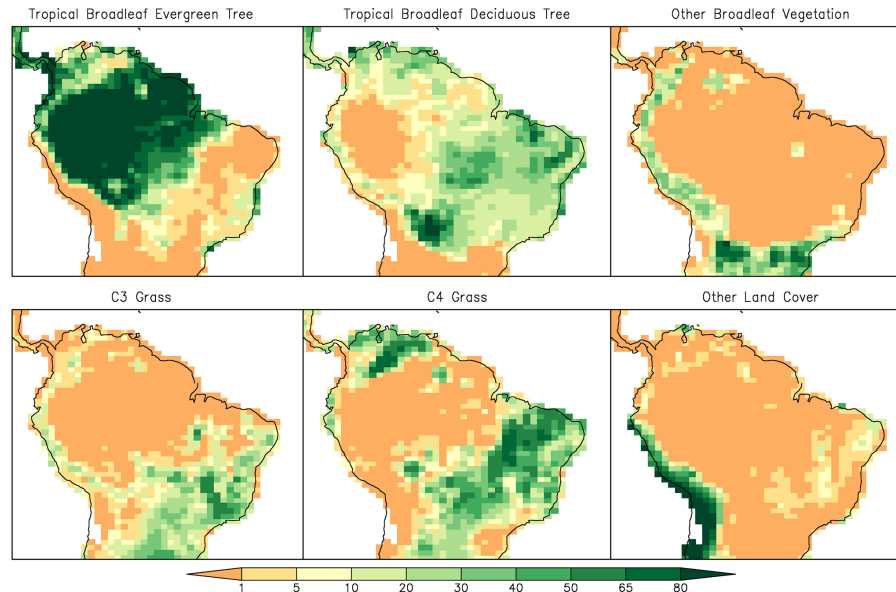 Tropical Broadleaf Evergreen Tree
Tropical Broadleaf Deciduous Tree
Other Broadleaf Vegetation
C3 Grass
C4 Grass
Other Land Cover
1 5 10 20 30 40 50 65 80